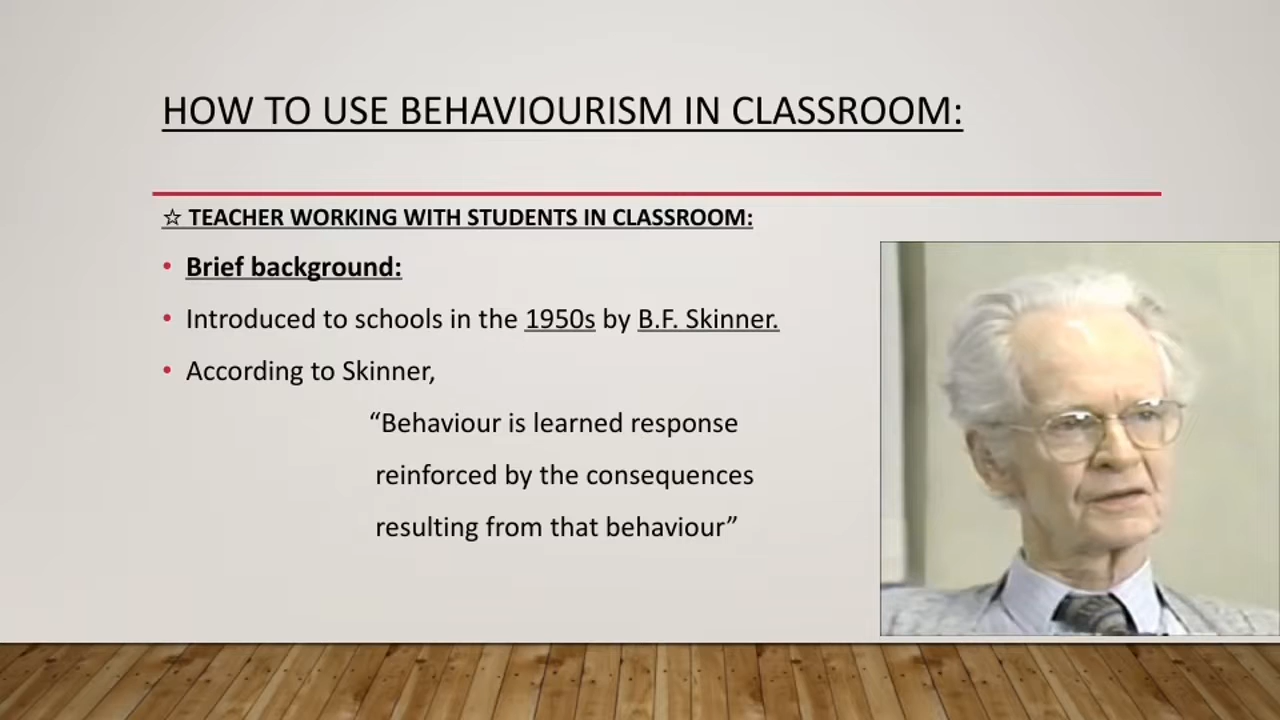 HOW TO USE BEHAVIOURISM IN CLASSROOM:
☆ TEACHER WORKING WITH STUDENTS IN CLASSROOM:
• Brief background:
• Introduced to schools in the 1950s by B.F. Skinner.
• According to Skinner,
“Behaviour is learned response
reinforced by the consequences
resulting from that behaviour”